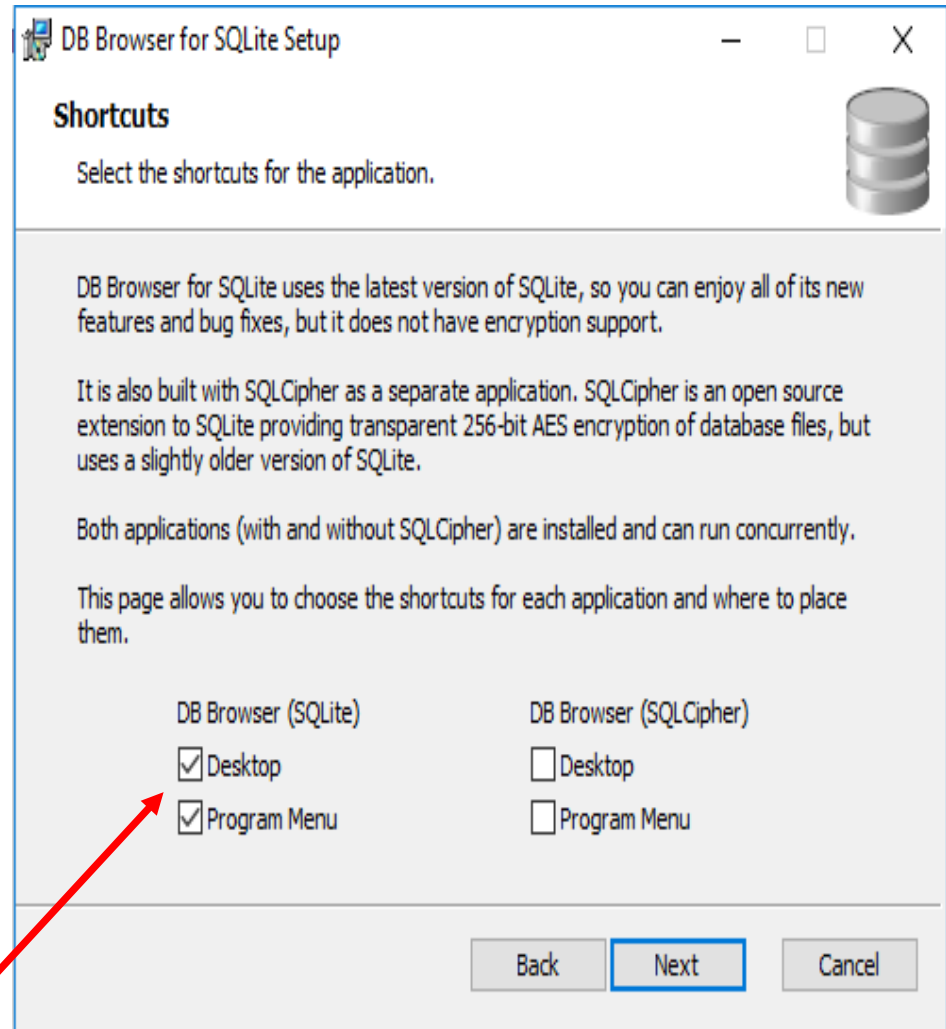 DB Browser for SQLite Setup
Shortcuts
Select the shortcuts for the application.
DB Browser for SQLite uses the latest version of SQLite, so you can enjoy all of its new
features and bug fixes, but it does not have encryption support.
It is also built with SQLCipher as a separate application. SQLCipher is an open source
extension to SQLite providing transparent 256-bit AES encryption of database files, but
uses a slightly older version of SQLite.
Both applications (with and without SQLCipher) are installed and can run concurrently.
This page allows you to choose the shortcuts for each application and where to place
them.
DB Browser (SQLite) DB Browser (SQLCipher)
Desktop Desktop
Program Menu Program Menu
Back Next Cancel